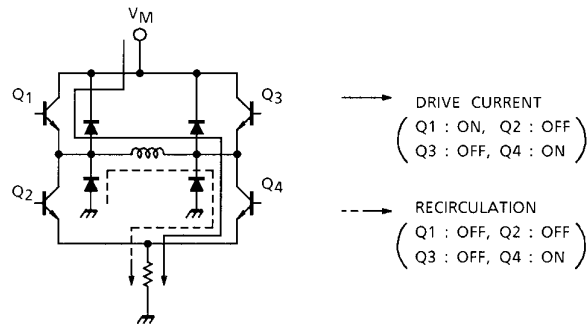 VM
Q1
Q3
Q2
Q4
DRIVE CURRENT
(Q1 : ON, Q2 : OFF
Q3 : OFF, Q4 : ON)
RECIRCULATION
(Q1 : OFF, Q2 : OFF
Q3 : OFF, Q4 : ON)